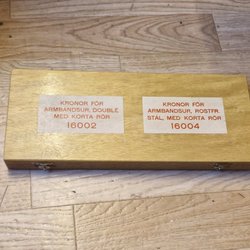 KRONOR FÖR
ARMBANDSUR, DOUBLE
MED KORTA RÖR
16002
KRONOR FÖR
ARMBANDSUR, ROSTFR.
STÅL, MED KORTA RÖR
16004